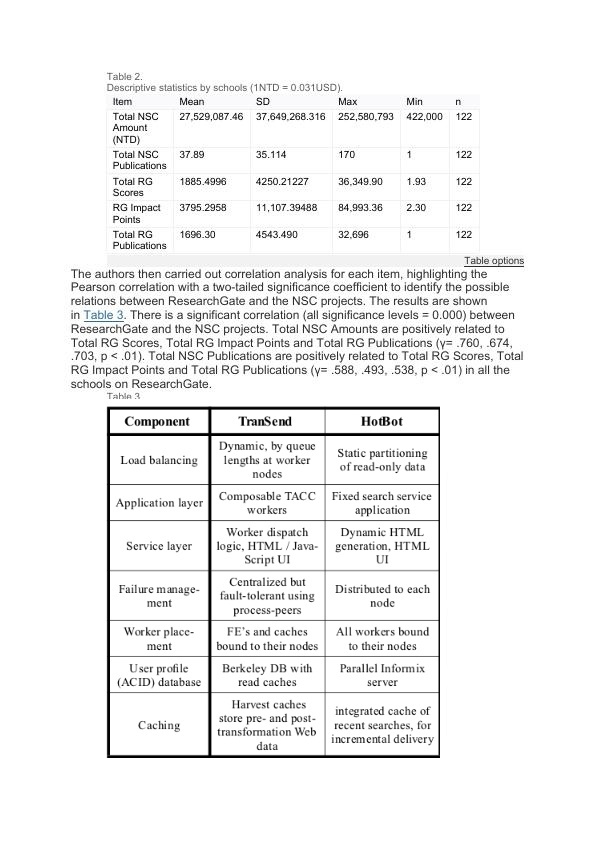 Table 2.
Descriptive statistics by schools (1NTD = 0.031USD).
Item Mean SD Max Min n
Total NSC Amount (NTD) 27,529,087.46 37,649,268.316 252,580,793 422,000 122
Total NSC Publications 37.89 35.114 170 1 122
Total RG Scores 1885.4996 4250.21227 36,349.90 1.93 122
RG Impact Points 3795.2958 11,107.39488 84,993.36 2.30 122
Total RG Publications 1696.30 4543.490 32,696 1 122
Table options
The authors then carried out correlation analysis for each item, highlighting the
Pearson correlation with a two-tailed significance coefficient to identify the possible
relations between ResearchGate and the NSC projects. The results are shown
in Table 3. There is a significant correlation (all significance levels = 0.000) between
ResearchGate and the NSC projects. Total NSC Amounts are positively related to
Total RG Scores, Total RG Impact Points and Total RG Publications (γ= .760, .674,
.703, p < .01). Total NSC Publications are positively related to Total RG Scores, Total
RG Impact Points and Total RG Publications (γ= .588, .493, .538, p < .01) in all the
schools on ResearchGate.
Table 3
Component TranSend HotBot
Load balancing Dynamic, by queue lengths at worker nodes Static partitioning of read-only data
Application layer Composable TACC workers Fixed search service application
Service layer Worker dispatch logic, HTML / Java-Script UI Dynamic HTML generation, HTML UI
Failure manage-ment Centralized but fault-tolerant using process-peers Distributed to each node
Worker place-ment FE's and caches bound to their nodes All workers bound to their nodes
User profile (ACID) database Berkeley DB with read caches Parallel Informix server
Caching Harvest caches store pre- and post-transformation Web data integrated cache of recent searches, for incremental delivery